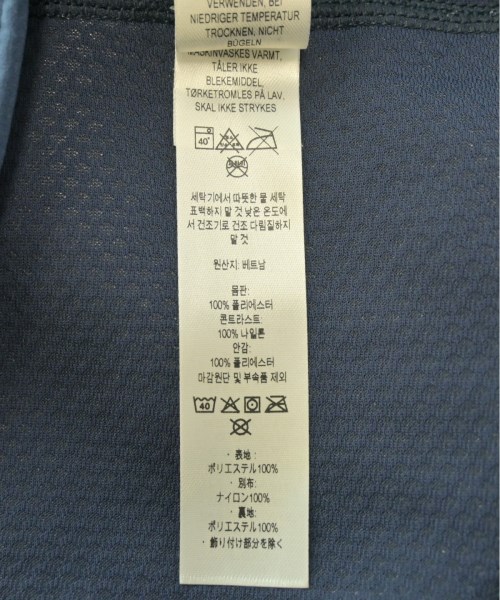 VERWENDEN, BEI
NIEDRIGER TEMPERATUR
TROCKNEN, NICHT
BÜGELN
MASKINVASKES VARMT,
TÅLER IKKE
BLEKEMIDDEL,
TØRKETROMLES PÅ LAV,
SKAL IKKE STRYKES
40˚
세탁기에서 따뜻한 물 세탁
표백하지 말 것 낮은 온도에
서 건조기로 건조 다림질하지
말 것
원산지: 베트남
몸판:
100% 폴리에스터
콘트라스트:
100% 나일론
안감:
100% 폴리에스터
마감원단 및 부속품 제외
40
・ 表地 :
ポリエステル100%
・ 別布:
ナイロン100%
・ 裏地:
ポリエステル100%
・ 飾り付け部分を除く